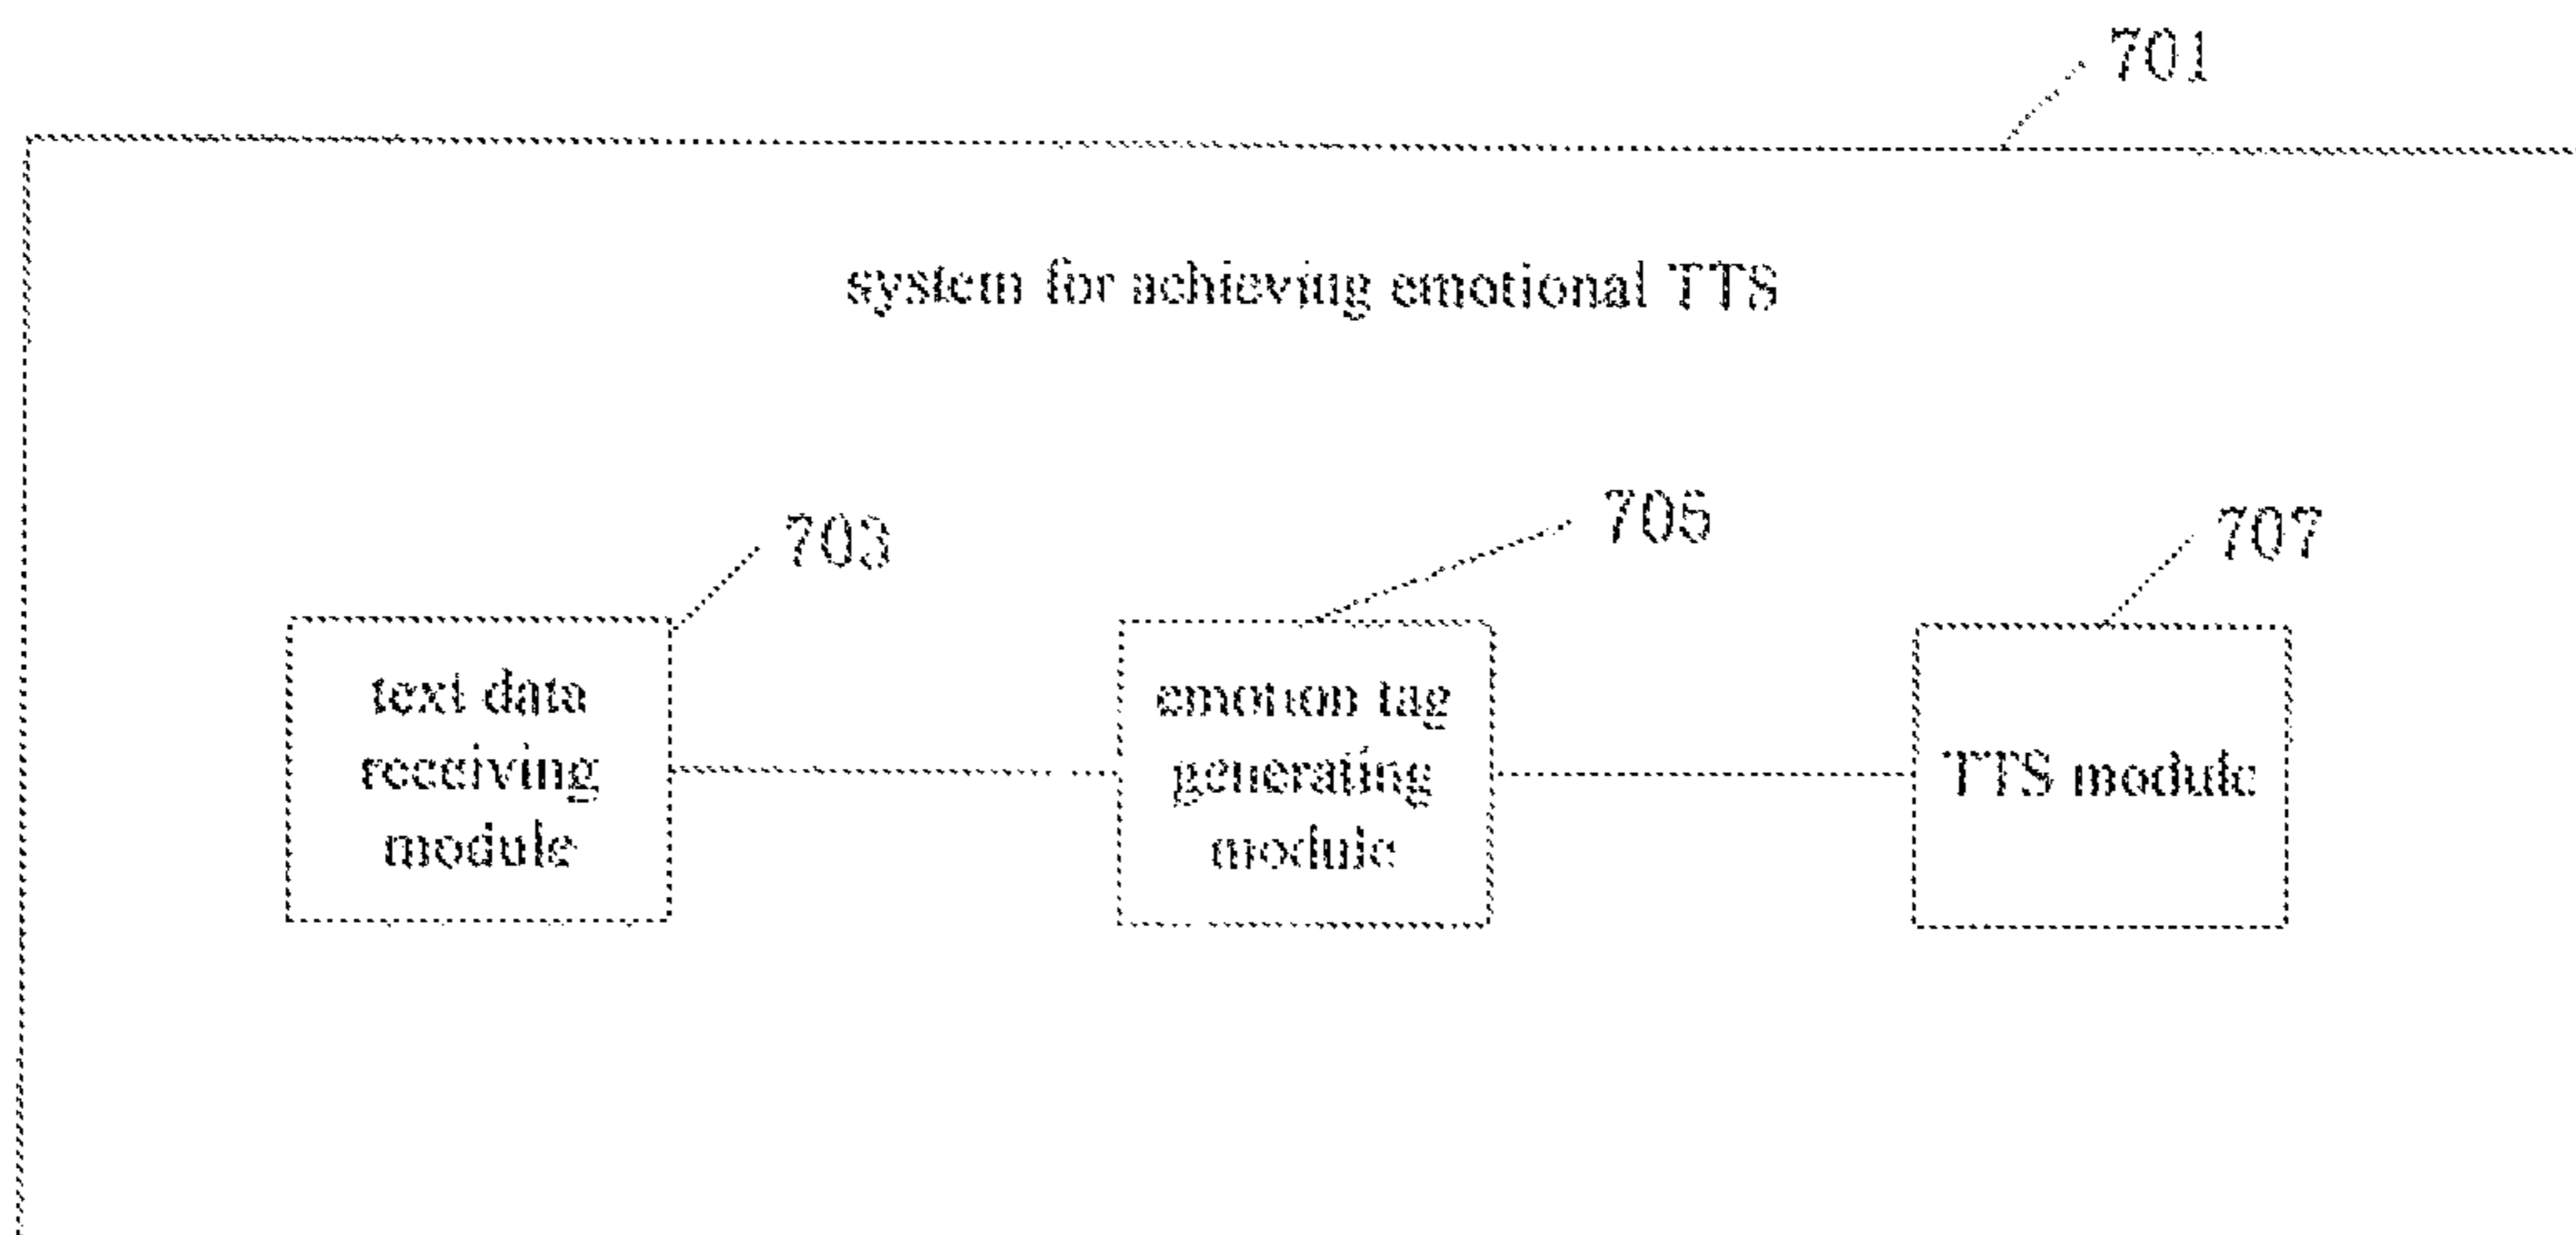 701
system for achieving emotional TTS
703
705
707
text data
receiving
module
emotion tag
generating
module
TTS module